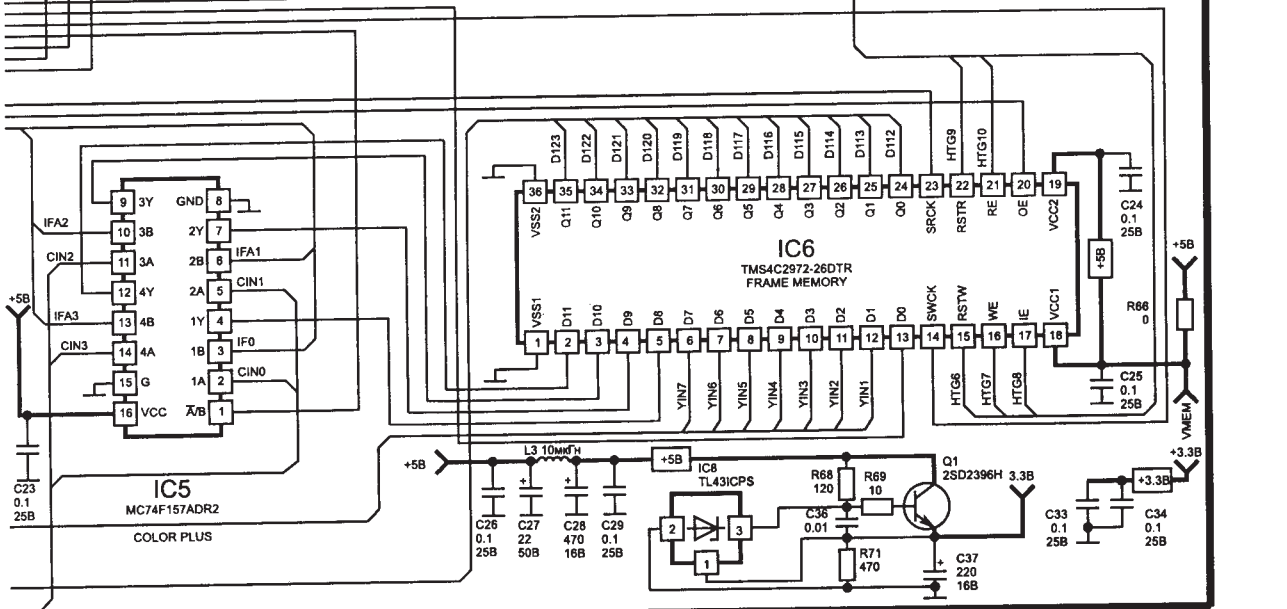 IFA2
CIN2
+5B
IFA3
CIN3
9 3Y
10 3B
11 3A
12 4Y
13 4B
14 4A
15 G
16 VCC
GND 8
2Y 7
2B 6 IFA1
2A 5 CIN1
1Y 4
1B 3 IF0
1A 2 CIN0
A/B 1
C23
0.1
25B
IC5
MC74F157ADR2
COLOR PLUS
D123 D122 D121 D120 D119 D118 D117 D116 D115 D114 D113 D112 HTG9 HTG10
36 35 34 33 32 31 30 29 28 27 26 25 24 23 22 21 20 19
VSS2 Q11 Q10 Q9 Q8 Q7 Q6 Q5 Q4 Q3 Q2 Q1 Q0 SRCK RSTR RE OE VCC2
IC6
TMS4C2972-26DTR
FRAME MEMORY
VSS1 D11 D10 D9 D8 D7 D6 D5 D4 D3 D2 D1 D0 SWCK RSTW WE IE VCC1
1 2 3 4 5 6 7 8 9 10 11 12 13 14 15 16 17 18
YIN7 YIN6 YIN5 YIN4 YIN3 YIN2 YIN1 HTG6 HTG7 HTG8
C24
0.1
25B
+5B
+5B
R66
0
C25
0.1
25B
VMEM
+3.3B
+3.3B
C33
0.1
25B
C34
0.1
25B
+5B
L3 10мкГн
+5B
C26
0.1
25B
C27
22
50B
C28
470
16B
C29
0.1
25B
IC8
TL431CPS
2 3
1
R68
120
R69
10
C36
0.01
R71
470
Q1
2SD2396H
3.3B
C37
220
16B
+
+
+